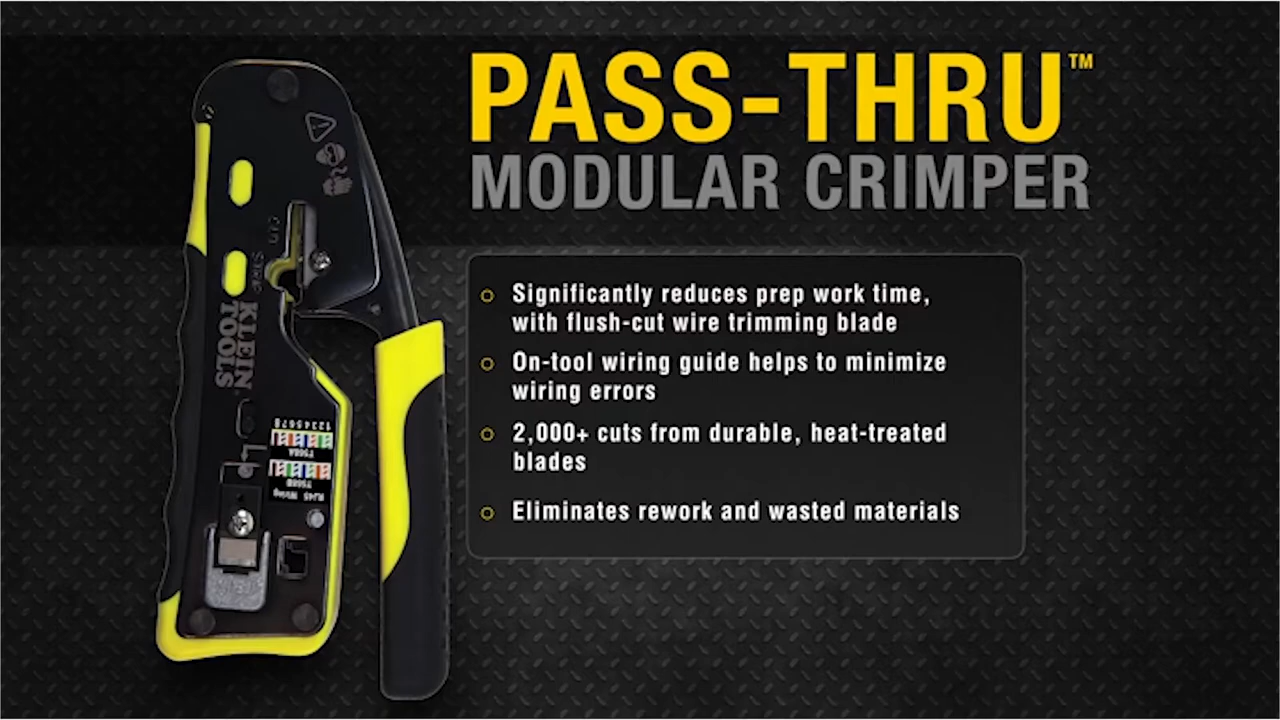 PASS-THRU™
MODULAR CRIMPER
Significantly reduces prep work time,
with flush-cut wire trimming blade
On-tool wiring guide helps to minimize
wiring errors
2,000+ cuts from durable, heat-treated
blades
Eliminates rework and wasted materials
CUT
STRIP
KLEIN
TOOLS
RJ45 Wiring
T568B
T568A
12345678